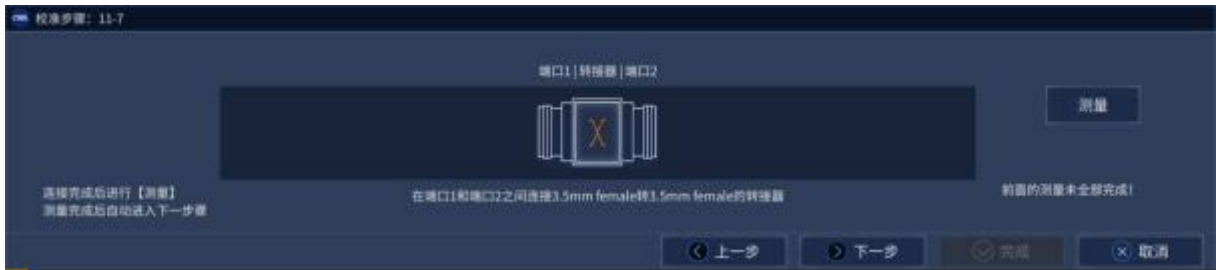 校准步骤: 11-7
端口1 | 转接器 | 端口2
测量
连接完成后进行【测量】
测量完成后自动进入下一步骤
在端口1和端口2之间连接3.5mm female转3.5mm female的转接器
前面的测量未全部完成!
上一步
下一步
完成
取消